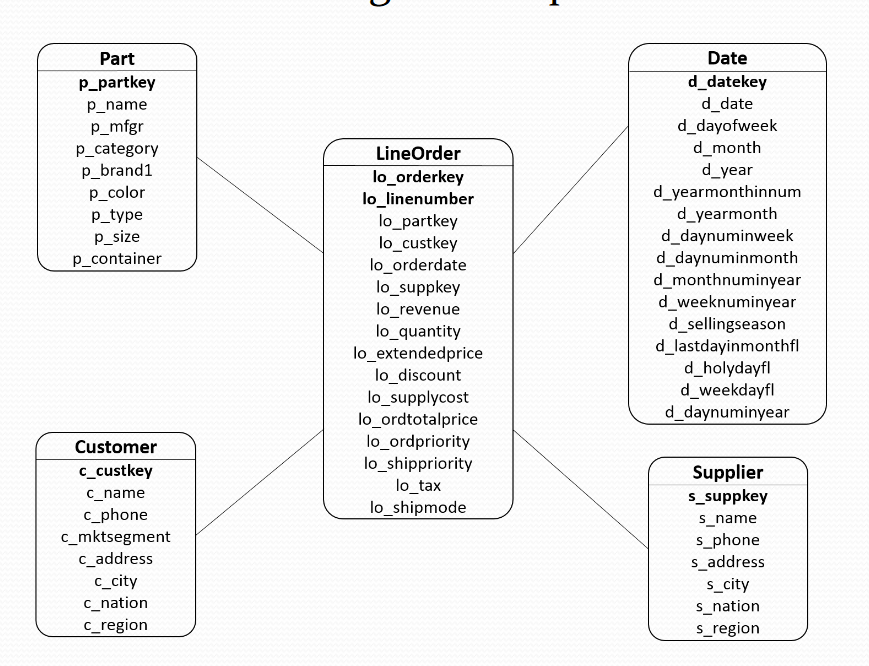 Part
p_partkey
p_name
p_mfgr
p_category
p_brand1
p_color
p_type
p_size
p_container
LineOrder
lo_orderkey
lo_linenumber
lo_partkey
lo_custkey
lo_orderdate
lo_suppkey
lo_revenue
lo_quantity
lo_extendedprice
lo_discount
lo_supplycost
lo_ordtotalprice
lo_ordpriority
lo_shippriority
lo_tax
lo_shipmode
Date
d_datekey
d_date
d_dayofweek
d_month
d_year
d_yearmonthinnum
d_yearmonth
d_daynuminweek
d_daynuminmonth
d_monthnuminyear
d_weeknuminyear
d_sellingseason
d_lastdayinmonthfl
d_holydayfl
d_weekdayfl
d_daynuminyear
Customer
c_custkey
c_name
c_phone
c_mktsegment
c_address
c_city
c_nation
c_region
Supplier
s_suppkey
s_name
s_phone
s_address
s_city
s_nation
s_region